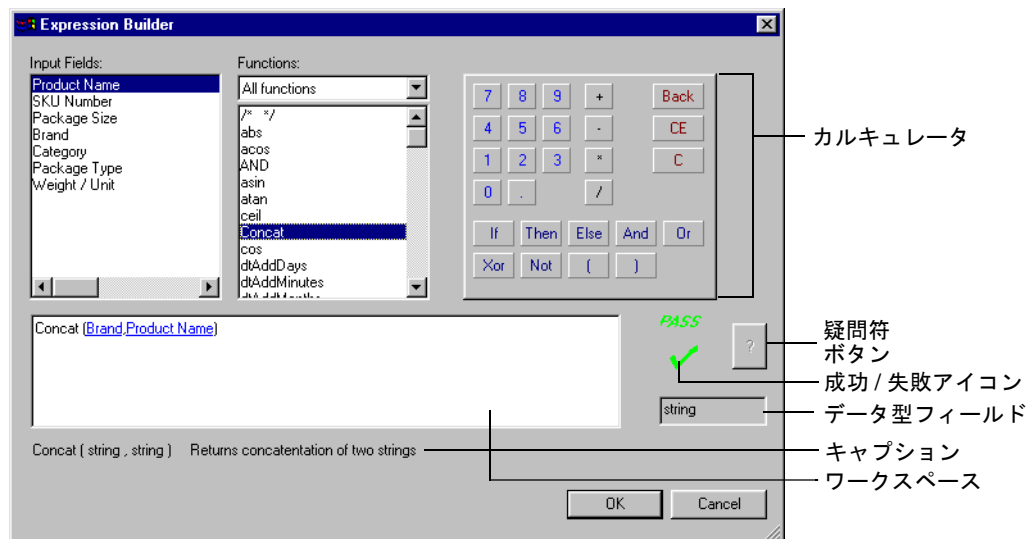 Expression Builder
Input Fields:
Product Name
SKU Number
Package Size
Brand
Category
Package Type
Weight / Unit
Functions:
All functions
/* */
abs
acos
AND
asin
atan
ceil
Concat
cos
dtAddDays
dtAddMinutes
7 8 9 + Back
4 5 6 - CE
1 2 3 * C
0 . /
If Then Else And Or
Xor Not ( )
カルキュレータ
Concat (Brand,Product Name)
PASS
?
疑問符
ボタン
成功 / 失敗アイコン
string
データ型フィールド
Concat ( string , string ) Returns concatentation of two strings
キャプション
ワークスペース
OK Cancel